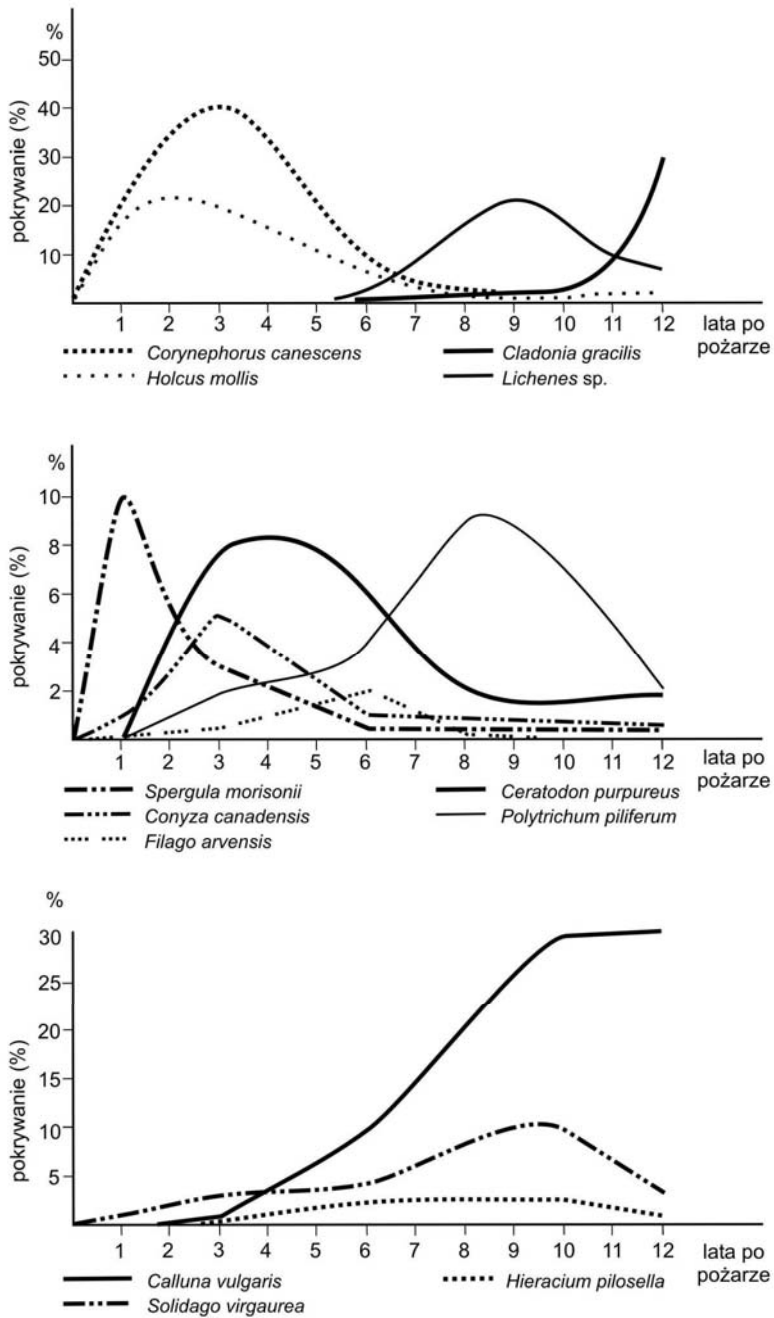 %
50
40
30
20
10
pokrywanie (%)
1 2 3 4 5 6 7 8 9 10 11 12 lata po
pożarze
Corynephorus canescens Cladonia gracilis
Holcus mollis Lichenes sp.
%
10
8
6
4
2
pokrywanie (%)
1 2 3 4 5 6 7 8 9 10 11 12 lata po
pożarze
Spergula morisonii Ceratodon purpureus
Conyza canadensis Polytrichum piliferum
Filago arvensis
%
30
25
20
15
10
5
pokrywanie (%)
1 2 3 4 5 6 7 8 9 10 11 12 lata po
pożarze
Calluna vulgaris Hieracium pilosella
Solidago virgaurea